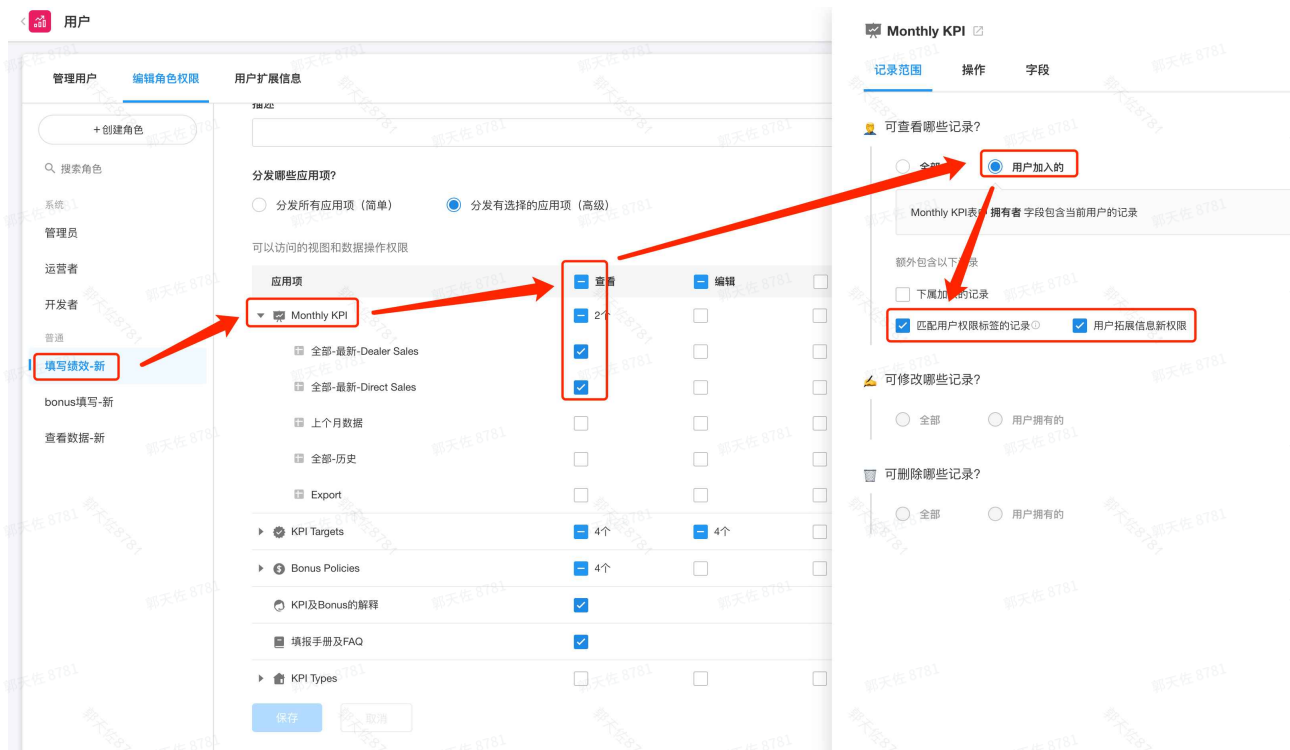 用户
管理用户 编辑角色权限 用户扩展信息
+创建角色
搜索角色
系统
管理员
运营者
开发者
普通
填写绩效-新
bonus填写-新
查看数据-新
描述
分发哪些应用项?
分发所有应用项(简单) 分发有选择的应用项(高级)
可以访问的视图和数据操作权限
应用项 查看 编辑
Monthly KPI 2个
全部-最新-Dealer Sales
全部-最新-Direct Sales
上个月数据
全部-历史
Export
KPI Targets 4个 4个
Bonus Policies 4个
KPI及Bonus的解释
填报手册及FAQ
KPI Types
保存 取消
Monthly KPI
记录范围 操作 字段
可查看哪些记录?
全部 用户加入的
Monthly KPI表中 拥有者 字段包含当前用户的记录
额外包含以下记录
下属加入的记录
匹配用户权限标签的记录 用户拓展信息新权限
可修改哪些记录?
全部 用户拥有的
可删除哪些记录?
全部 用户拥有的
郭天佐 8781